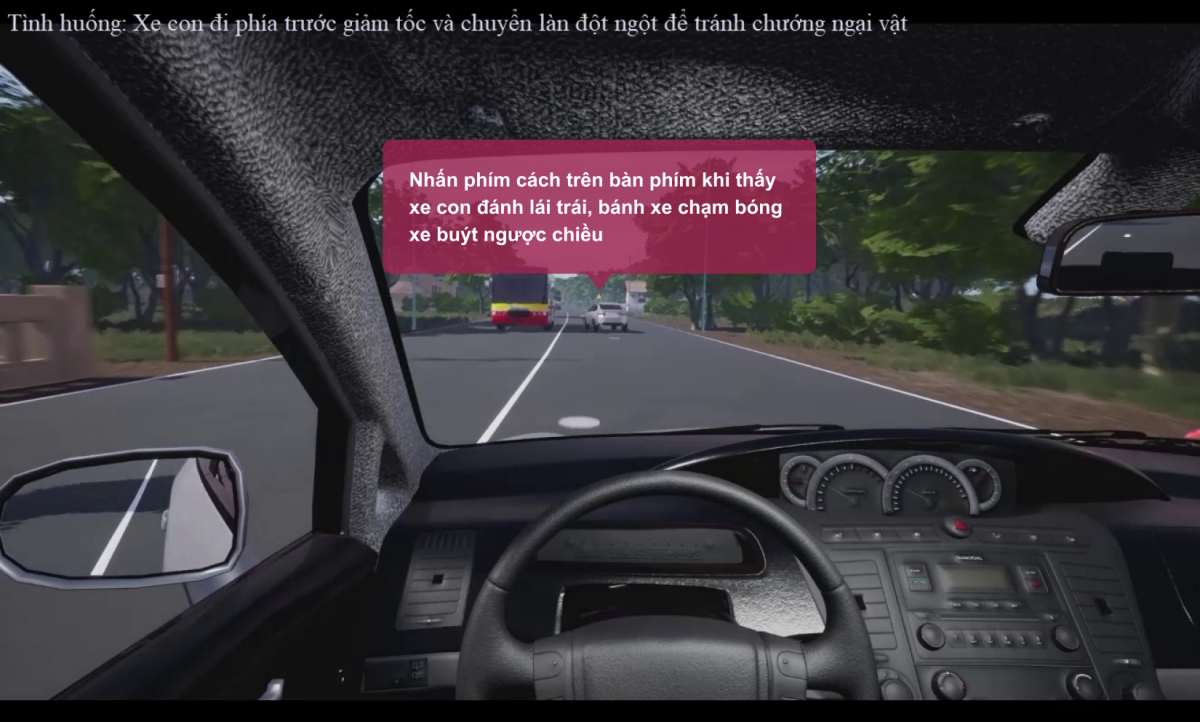 Tình huống: Xe con đi phía trước giảm tốc và chuyển làn đột ngột để tránh chướng ngại vật
Nhấn phím cách trên bàn phím khi thấy
xe con đánh lái trái, bánh xe chạm bóng
xe buýt ngược chiều